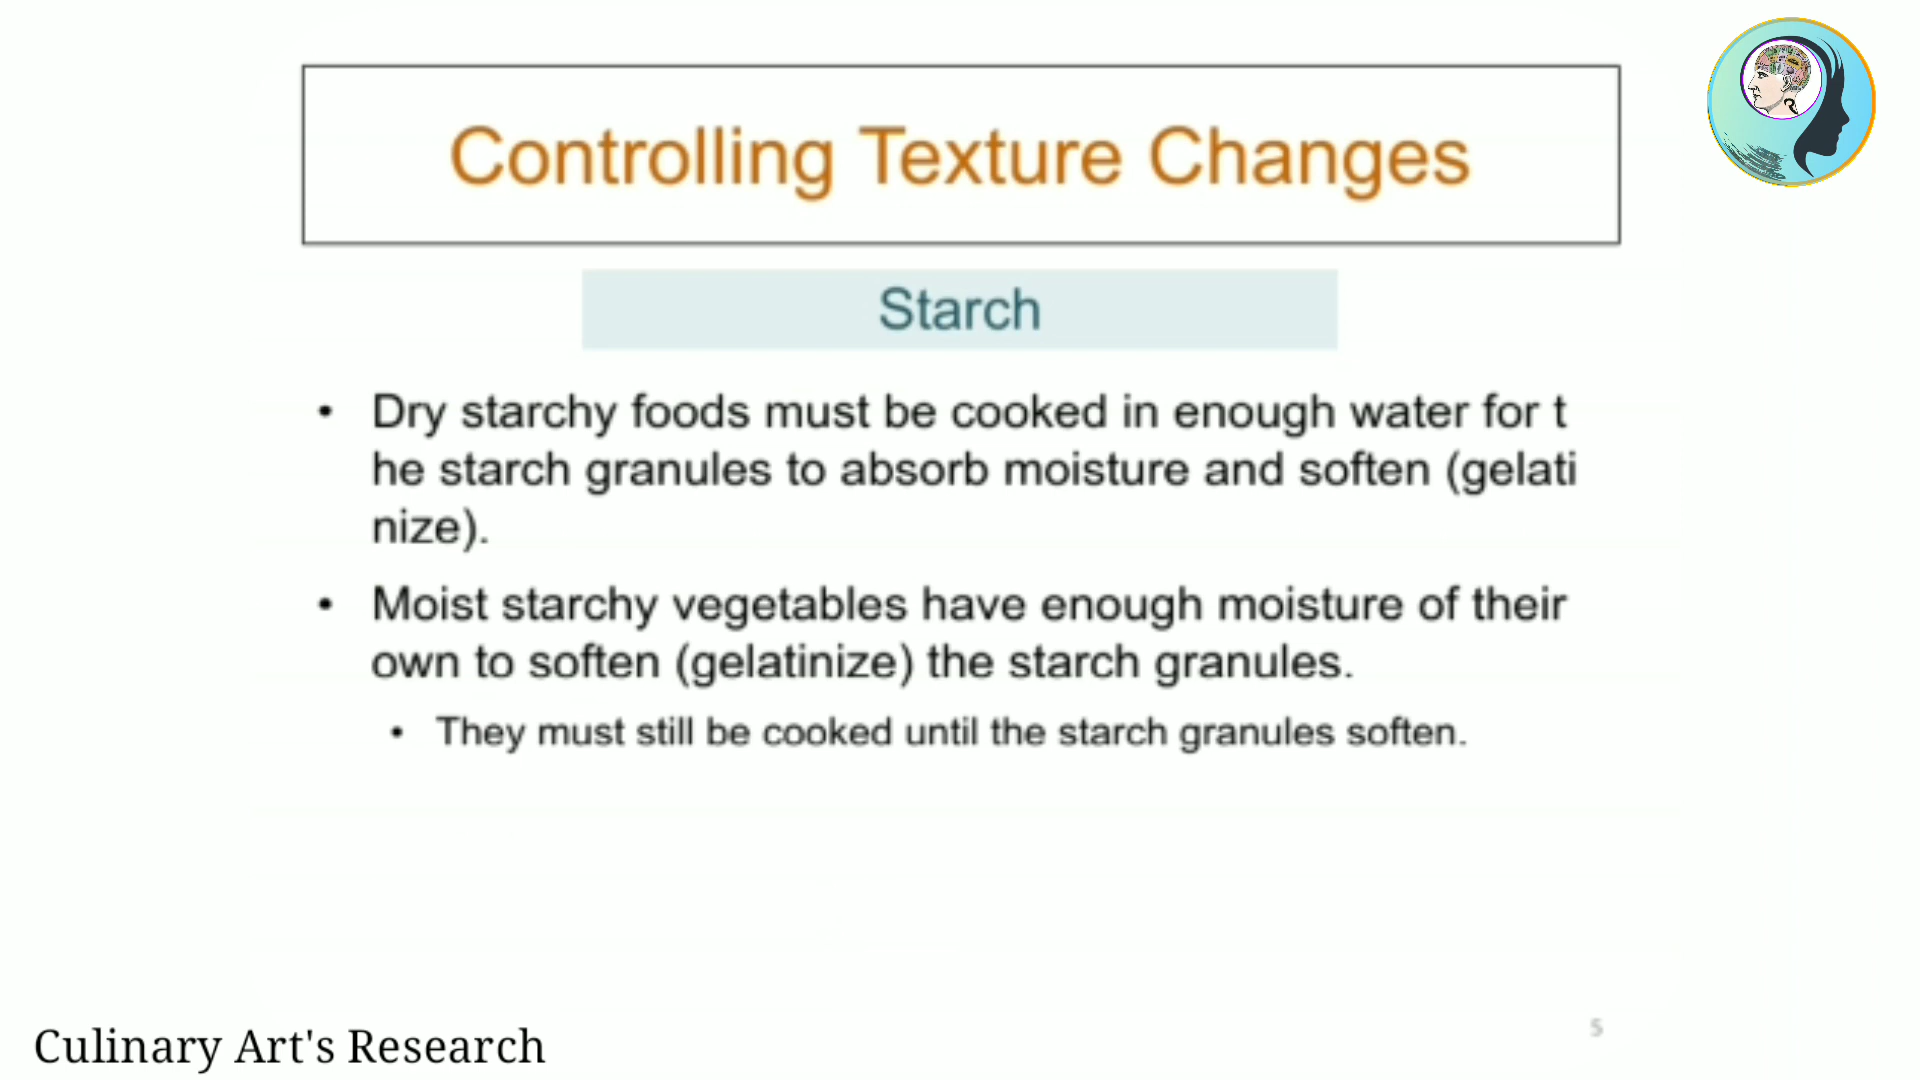 Controlling Texture Changes
Starch
• Dry starchy foods must be cooked in enough water for t
he starch granules to absorb moisture and soften (gelati
nize).
• Moist starchy vegetables have enough moisture of their
own to soften (gelatinize) the starch granules.
• They must still be cooked until the starch granules soften.
5
Culinary Art's Research